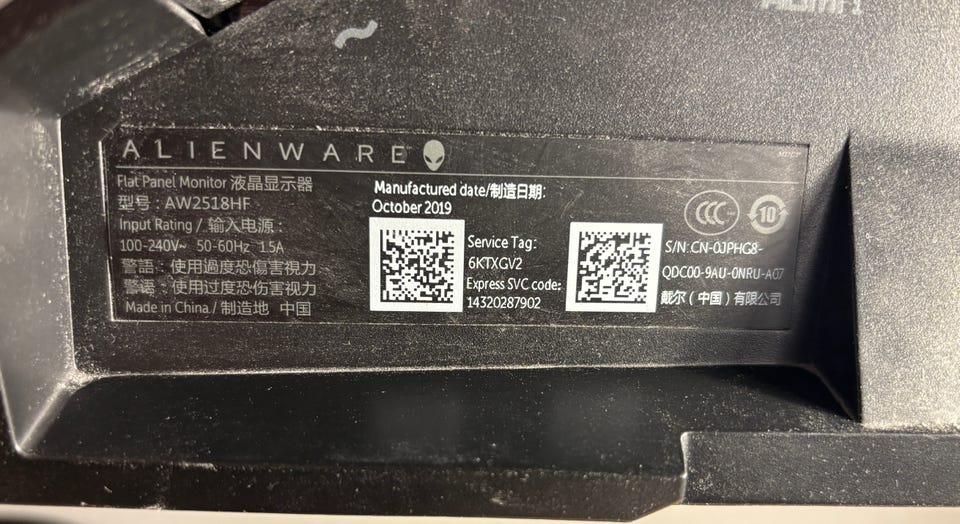 HDMI 1
ALIENWARE
Flat Panel Monitor 液晶显示器
型号：AW2518HF
Input Rating / 输入电源：
100-240V~ 50-60Hz 1.5A
警語：使用過度恐傷害視力
警语：使用过度恐伤害视力
Made in China / 制造地 中国
Manufactured date/制造日期:
October 2019
Service Tag:
6KTXGV2
Express SVC code:
14320287902
CCC
10
S/N:CN-0JPHG8-
QDC00-9AU-0NRU-A07
戴尔（中国）有限公司